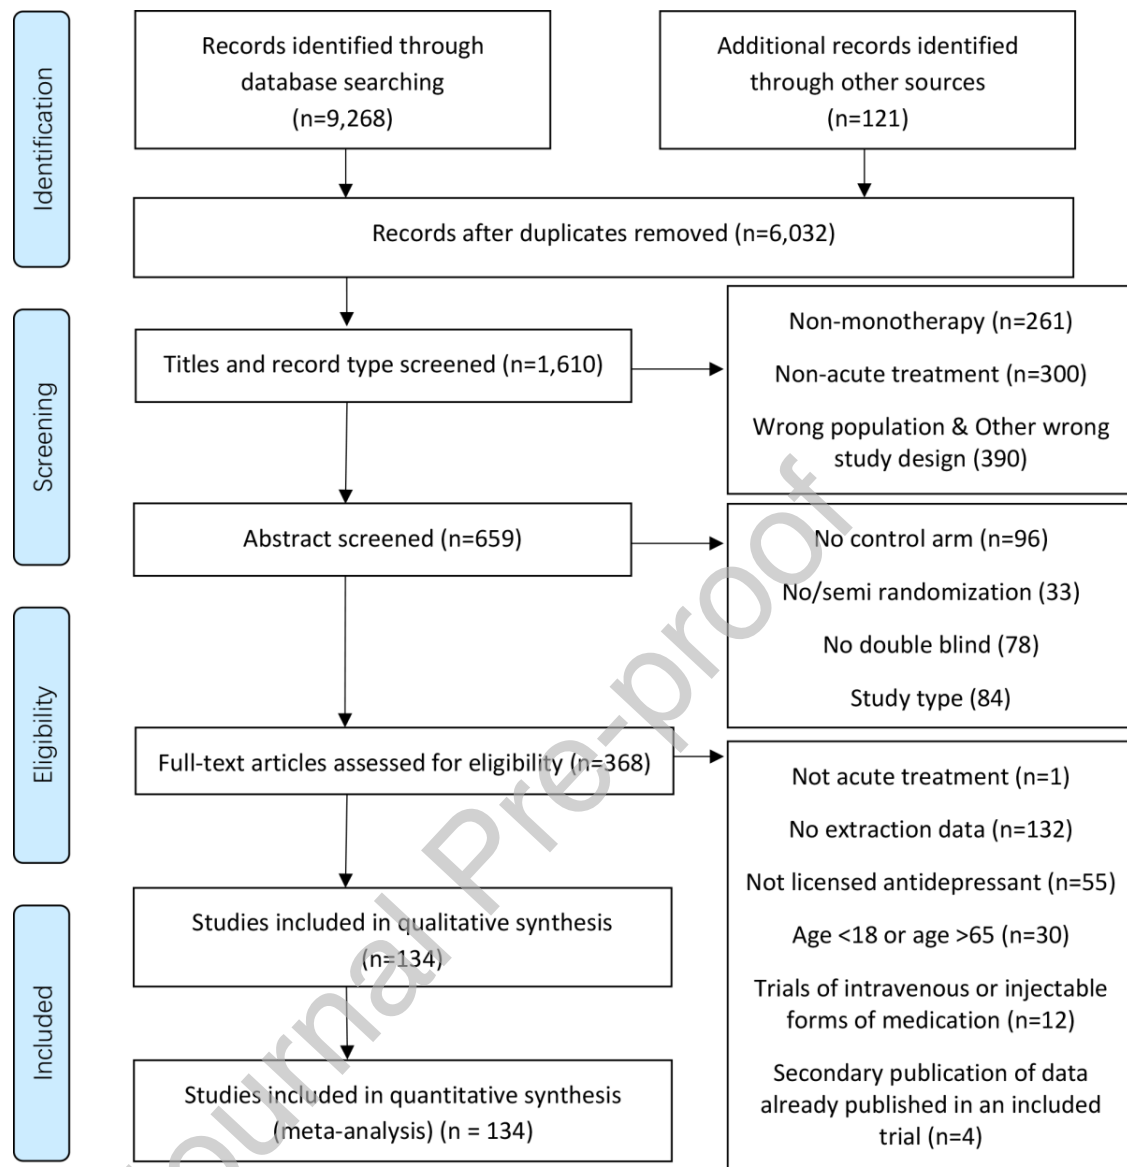 Identification
Records identified through
database searching
(n=9,268)
Additional records identified
through other sources
(n=121)
Records after duplicates removed (n=6,032)
Screening
Titles and record type screened (n=1,610)
Non-monotherapy (n=261)
Non-acute treatment (n=300)
Wrong population & Other wrong
study design (390)
Abstract screened (n=659)
No control arm (n=96)
No/semi randomization (33)
No double blind (78)
Study type (84)
Eligibility
Full-text articles assessed for eligibility (n=368)
Not acute treatment (n=1)
No extraction data (n=132)
Not licensed antidepressant (n=55)
Age <18 or age >65 (n=30)
Trials of intravenous or injectable
forms of medication (n=12)
Secondary publication of data
already published in an included
trial (n=4)
Included
Studies included in qualitative synthesis
(n=134)
Studies included in quantitative synthesis
(meta-analysis) (n = 134)
Journal Pre-proof